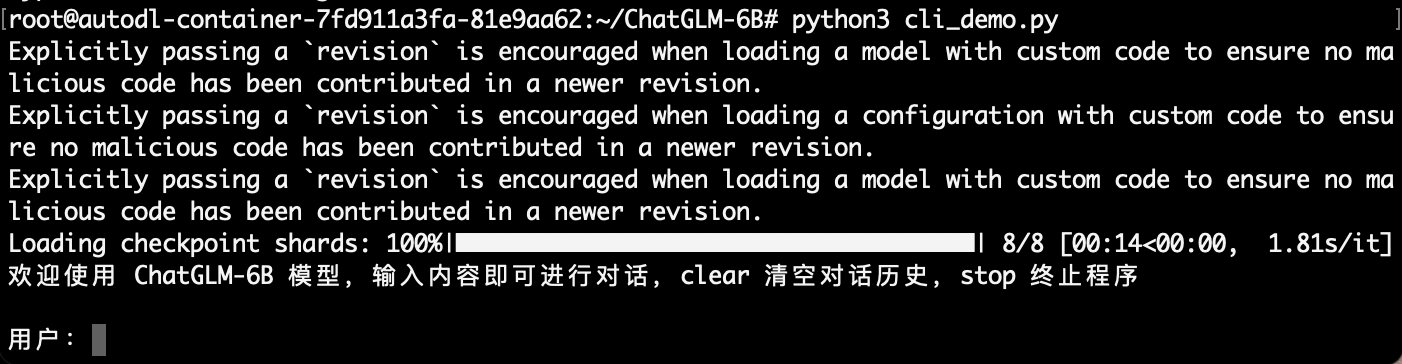 [root@autodl-container-7fd911a3fa-81e9aa62:~/ChatGLM-6B# python3 cli_demo.py ]
Explicitly passing a `revision` is encouraged when loading a model with custom code to ensure no ma
licious code has been contributed in a newer revision.
Explicitly passing a `revision` is encouraged when loading a configuration with custom code to ensu
re no malicious code has been contributed in a newer revision.
Explicitly passing a `revision` is encouraged when loading a model with custom code to ensure no ma
licious code has been contributed in a newer revision.
Loading checkpoint shards: 100%|██████████| 8/8 [00:14<00:00,  1.81s/it]
欢迎使用 ChatGLM-6B 模型，输入内容即可进行对话，clear 清空对话历史，stop 终止程序
用户：